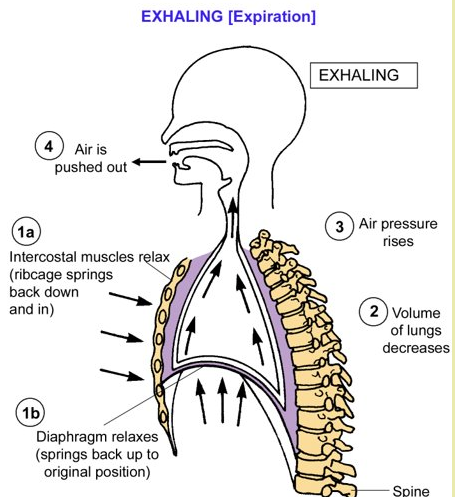 EXHALING [Expiration]
EXHALING
4 Air is
pushed out
3 Air pressure
rises
1a
Intercostal muscles relax
(ribcage springs
back down
and in)
2 Volume
of lungs
decreases
1b
Diaphragm relaxes
(springs back up to
original position)
Spine